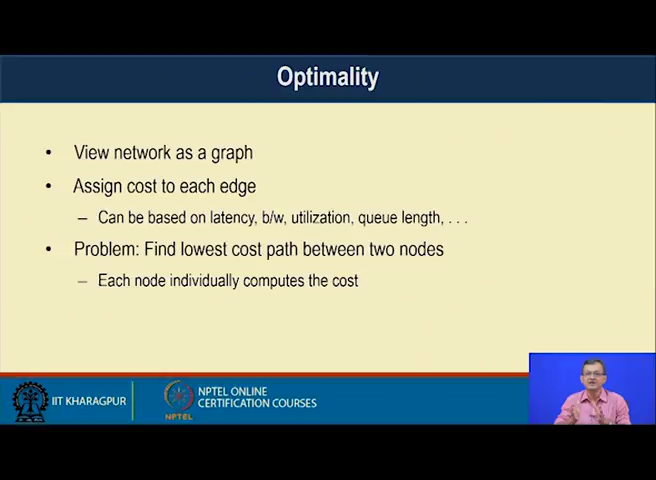 Optimality
• View network as a graph
• Assign cost to each edge
– Can be based on latency, b/w, utilization, queue length, . . .
• Problem: Find lowest cost path between two nodes
– Each node individually computes the cost
IIT KHARAGPUR
NPTEL
NPTEL ONLINE
CERTIFICATION COURSES